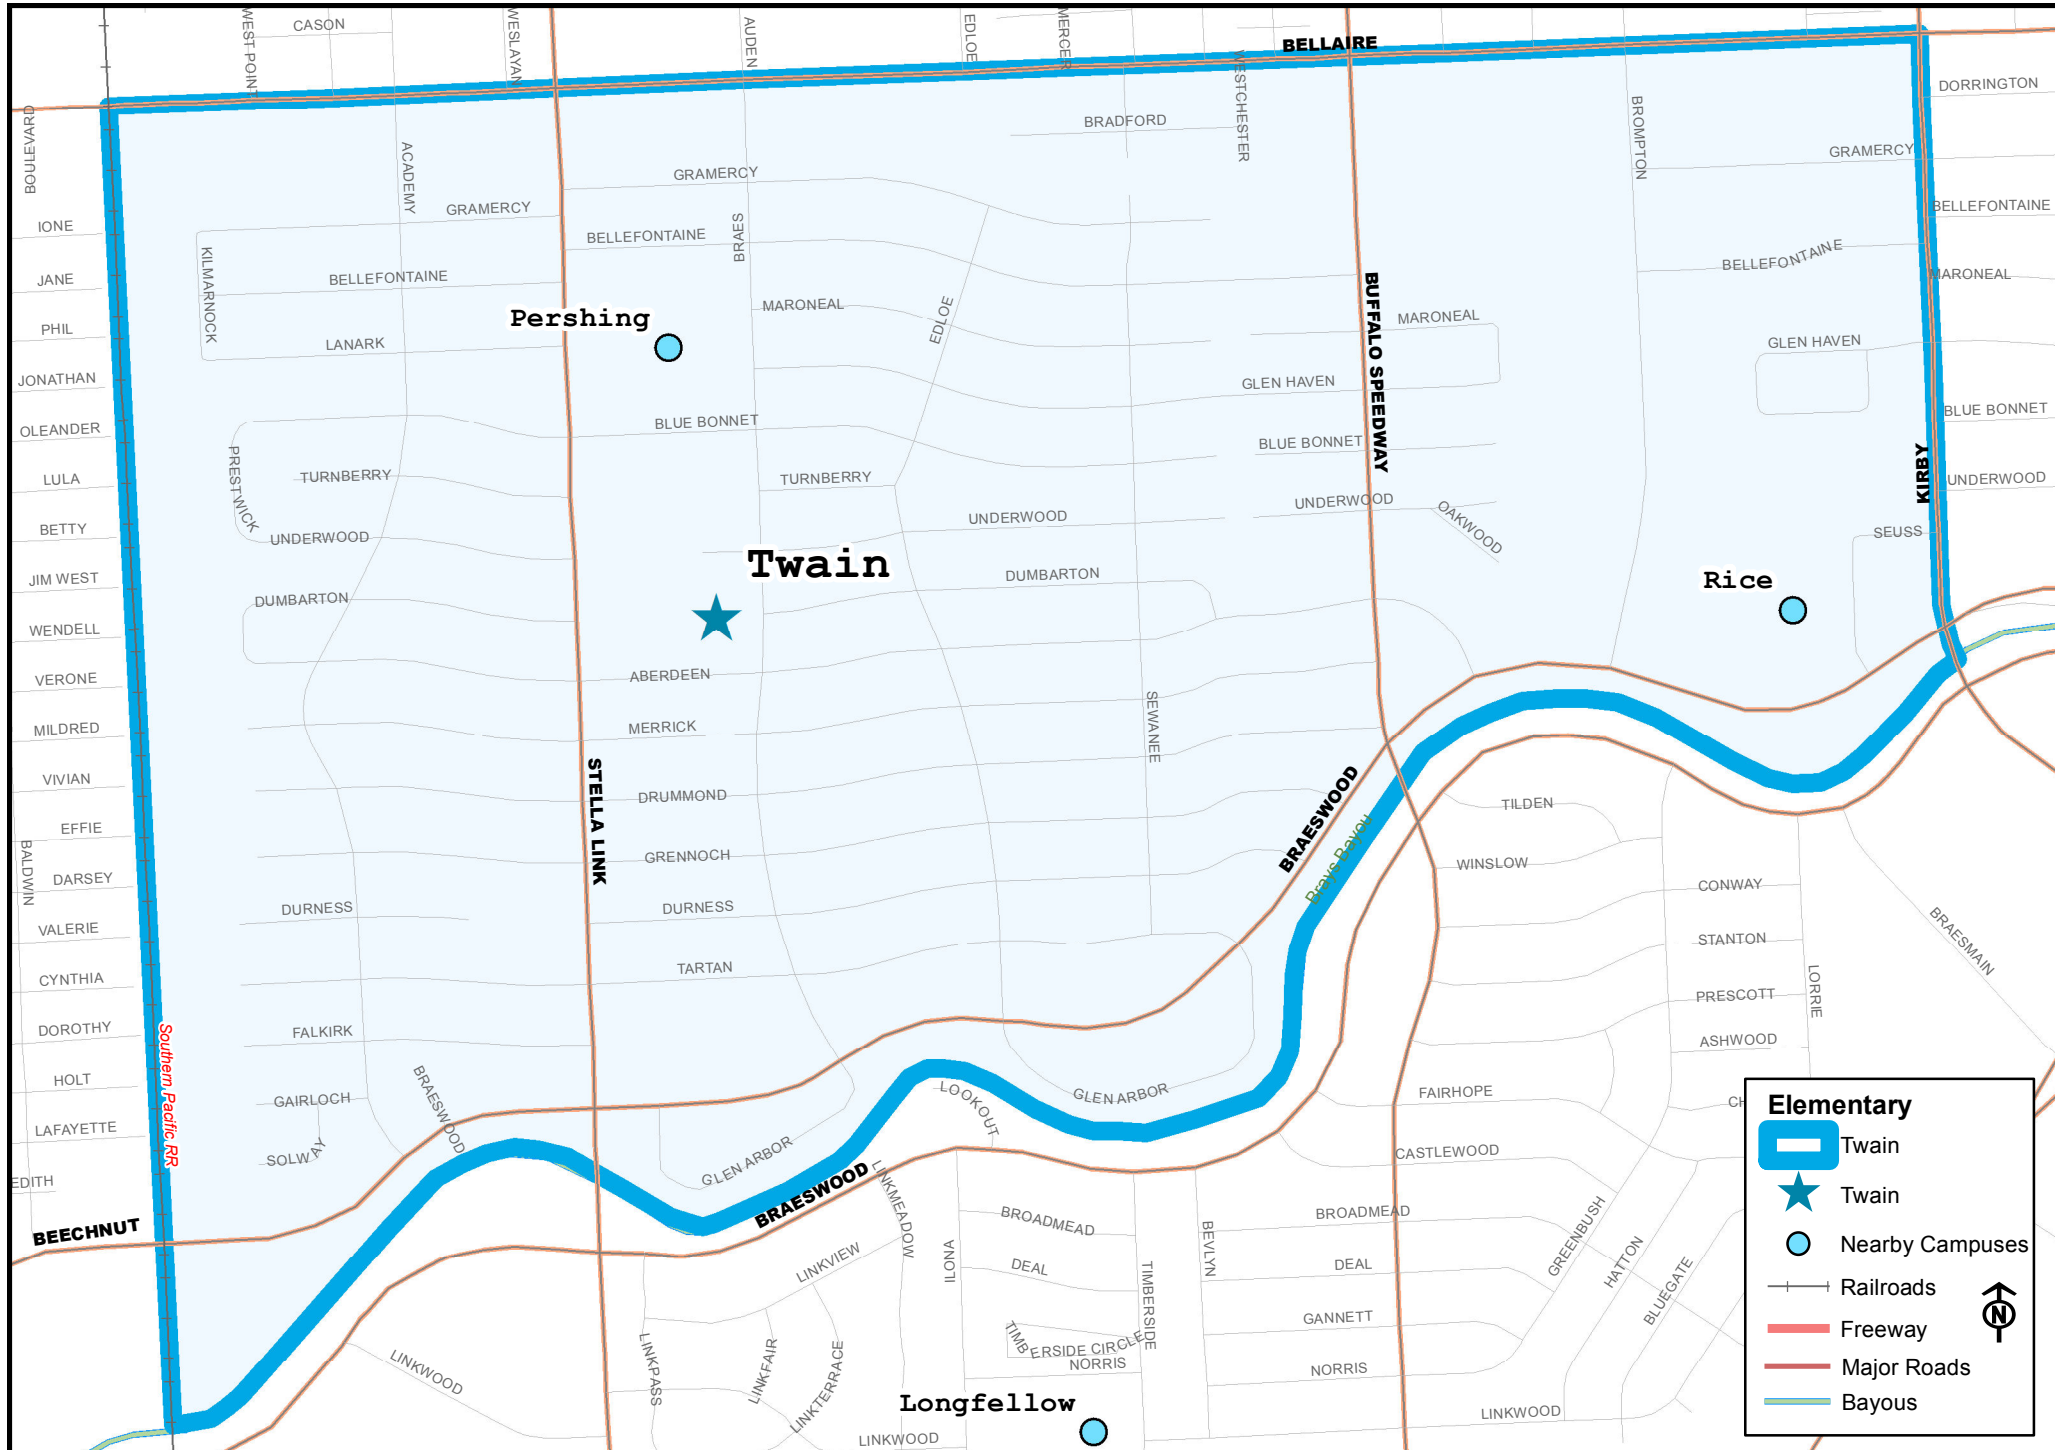 CASON
WEST POINT
WESLAYAN
AUDEN
EDLOE
MERCER
WESTCHESTER
BELLAIRE
DORRINGTON
BOULEVARD
ACADEMY
BRADFORD
BROMPTON
GRAMERCY
GRAMERCY
GRAMERCY
BELLEFONTAINE
IONE
BELLEFONTAINE
BRAES
KILMARNOCK
BELLEFONTAINE
BELLEFONTAINE
JANE
MARONEAL
MARONEAL
MARONEAL
Pershing
EDLOE
BUFFALO SPEEDWAY
PHIL
LANARK
GLEN HAVEN
JONATHAN
GLEN HAVEN
BLUE BONNET
BLUE BONNET
BLUE BONNET
OLEANDER
PRESTWICK
TURNBERRY
TURNBERRY
KIRBY
LULA
UNDERWOOD
UNDERWOOD
UNDERWOOD
UNDERWOOD
OAKWOOD
SEUSS
BETTY
Twain
JIM WEST
DUMBARTON
DUMBARTON
Rice
WENDELL
VERONE
ABERDEEN
SEWANEE
MILDRED
MERRICK
VIVIAN
STELLA LINK
DRUMMOND
BRAESWOOD
Brays Bayou
TILDEN
EFFIE
BALDWIN
GRENNOCH
WINSLOW
DARSEY
CONWAY
DURNESS
DURNESS
VALERIE
STANTON
BRAESMAIN
CYNTHIA
TARTAN
LORRIE
PRESCOTT
DOROTHY
FALKIRK
Southern Pacific RR
ASHWOOD
HOLT
BRAESWOOD
GAIRLOCH
LOOKOUT
GLEN ARBOR
FAIRHOPE
CH
LAFAYETTE
SOLWAY
GLEN ARBOR
CASTLEWOOD
EDITH
BRAESWOOD
LINKMEADOW
BEECHNUT
BROADMEAD
BROADMEAD
BEVLYN
GREENBUSH
HATTON
BLUEGATE
LINKVIEW
ILONA
DEAL
DEAL
TIMBERSIDE
GANNETT
TIMB
ERSIDE CIRCLE
NORRIS
NORRIS
LINKWOOD
LINKPASS
LINKFAIR
LINKTERRACE
Longfellow
LINKWOOD
LINKWOOD
Elementary
Twain
Twain
Nearby Campuses
Railroads
N
Freeway
Major Roads
Bayous